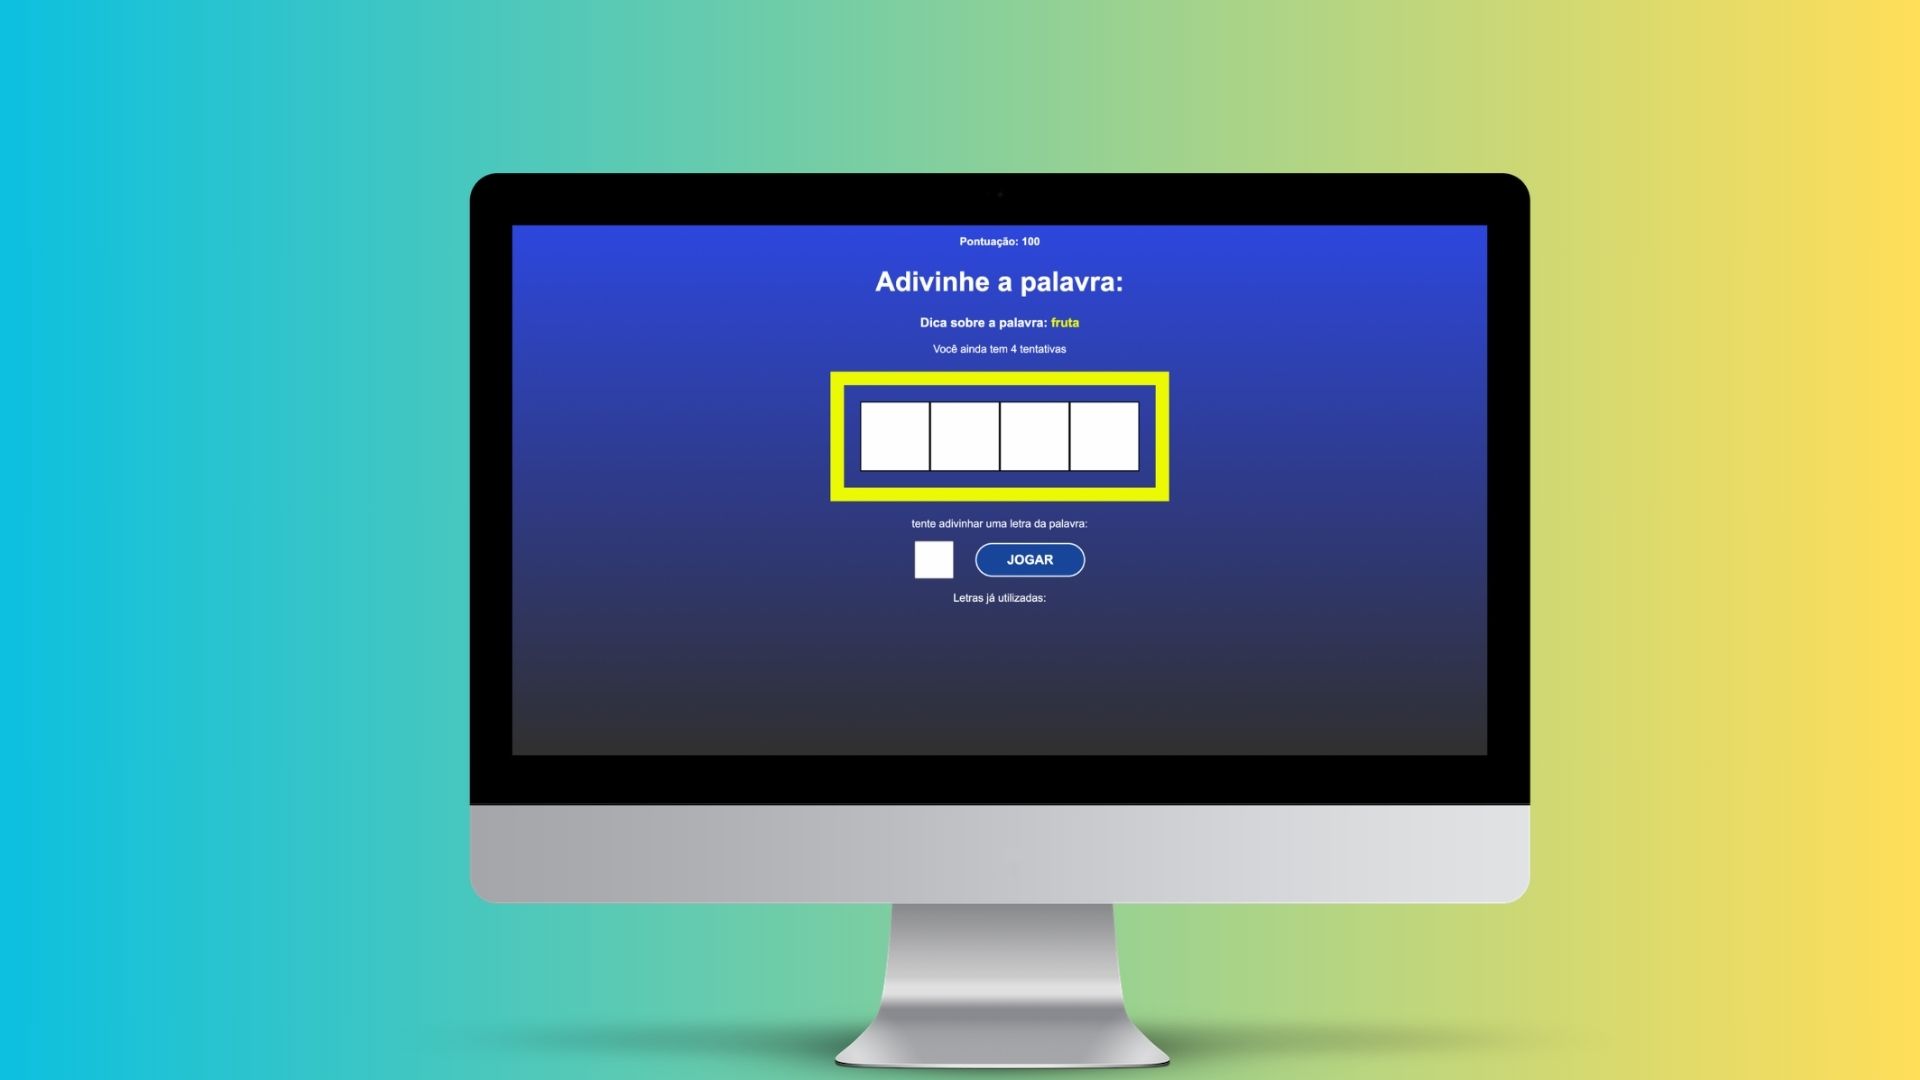 Pontuação: 100
Adivinhe a palavra:
Dica sobre a palavra: fruta
Você ainda tem 4 tentativas
tente adivinhar uma letra da palavra:
JOGAR
Letras já utilizadas: